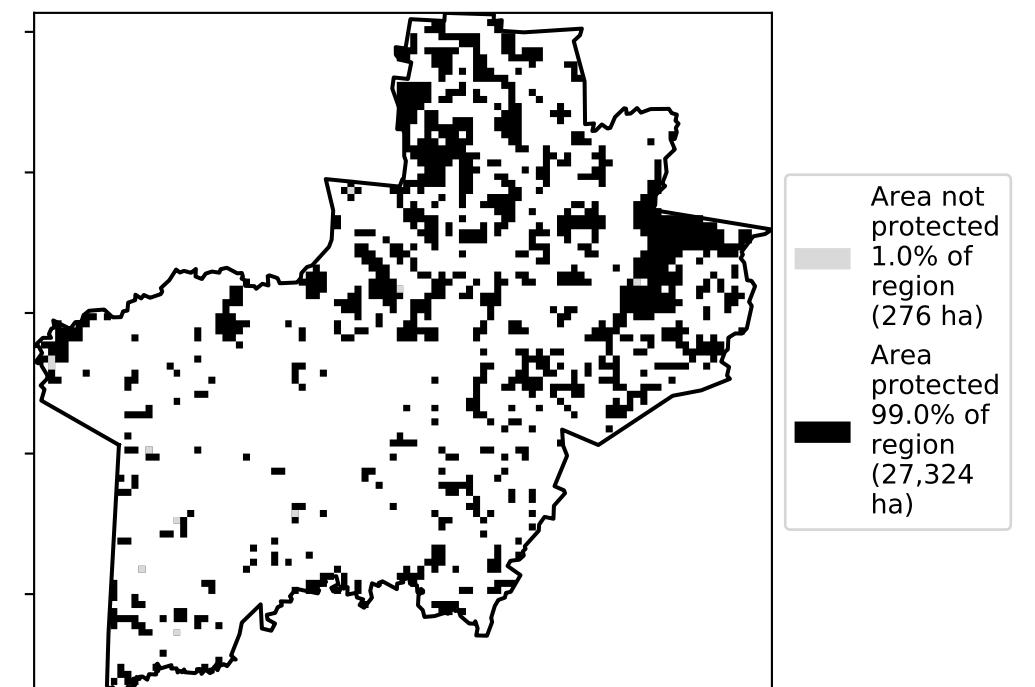 Area not
protected
1.0% of
region
(276 ha)
Area
protected
99.0% of
region
(27,324
ha)